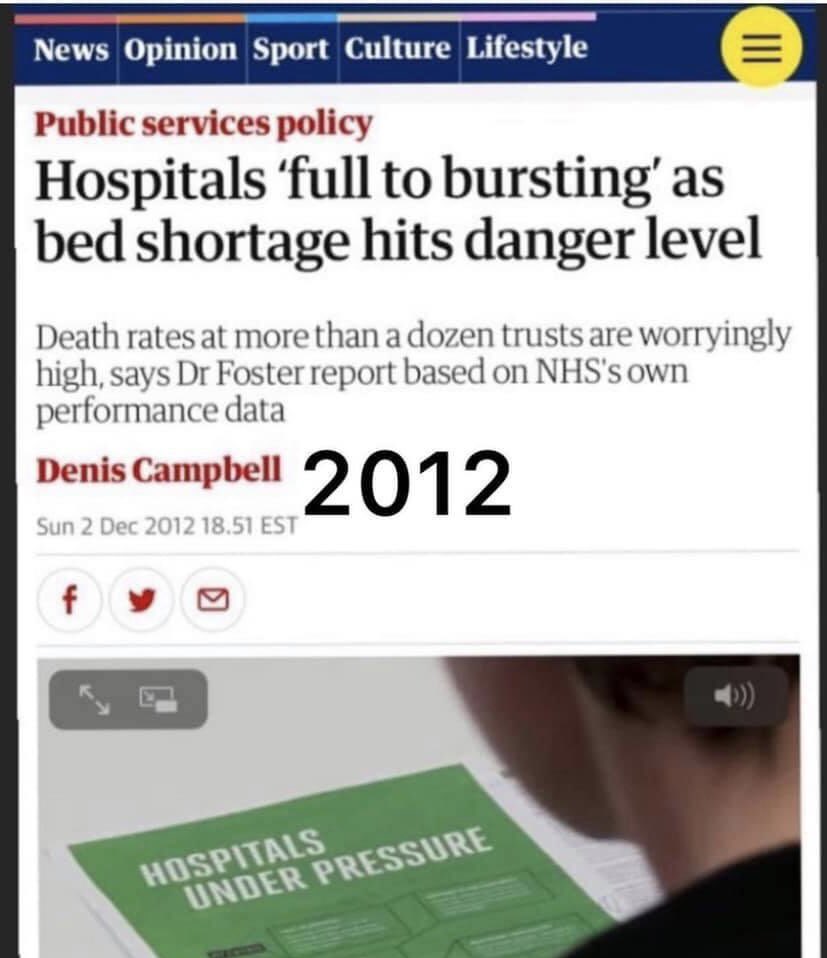 News Opinion Sport Culture Lifestyle
Public services policy
Hospitals ‘full to bursting’ as
bed shortage hits danger level
Death rates at more than a dozen trusts are worryingly
high, says Dr Foster report based on NHS's own
performance data
Denis Campbell
2012
Sun 2 Dec 2012 18.51 EST
f
HOSPITALS
UNDER PRESSURE